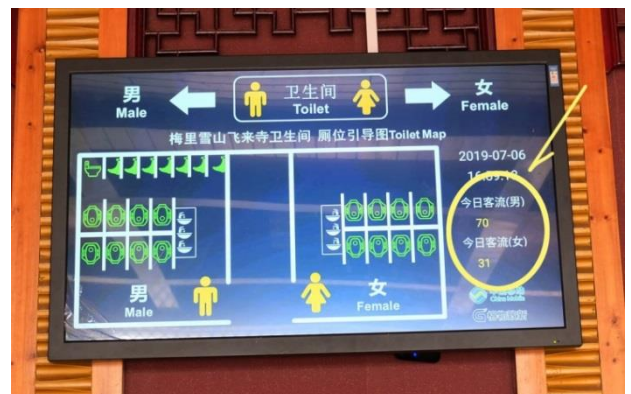 男
Male
卫生间
Toilet
女
Female
梅里雪山飞来寺卫生间 厕位引导图Toilet Map
2019-07-06
今日客流(男)
70
今日客流(女)
31
男
Male
女
Female
China Mobile